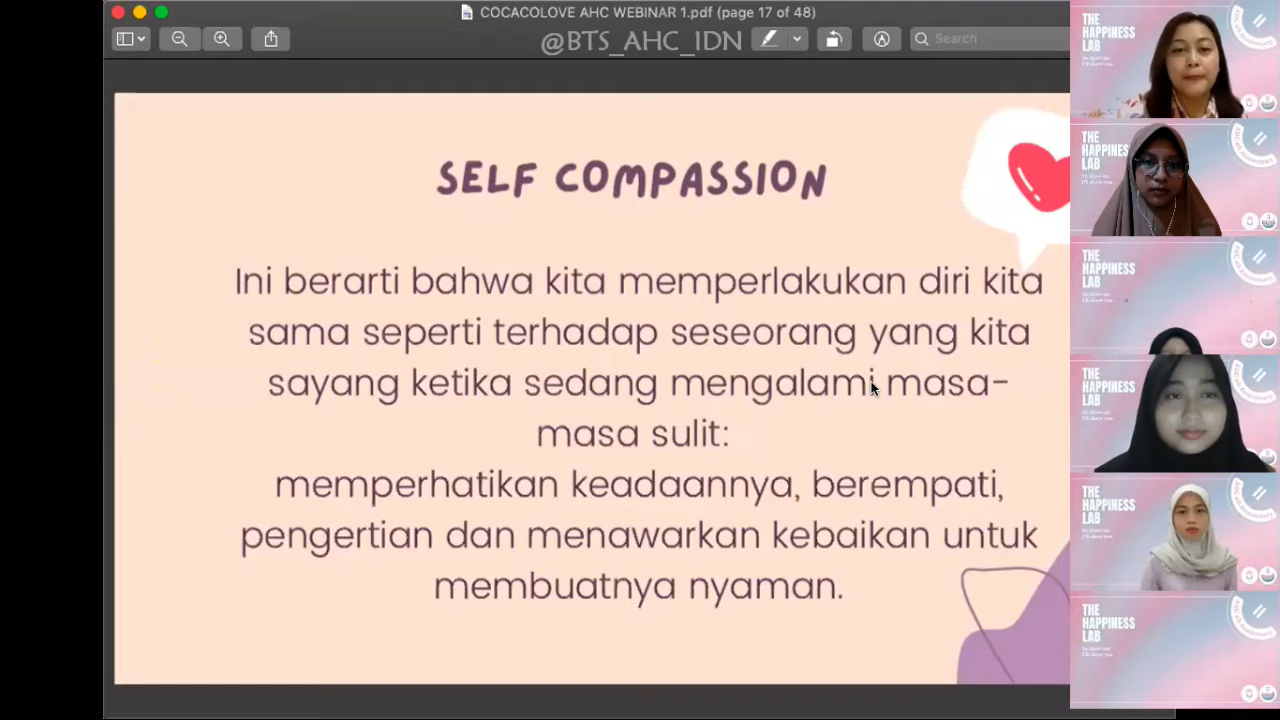 COCACOLOVE AHC WEBINAR 1.pdf (page 17 of 48)
@BTS_AHC_IDN
Search
SELF COMPASSION
Ini berarti bahwa kita memperlakukan diri kita
sama seperti terhadap seseorang yang kita
sayang ketika sedang mengalami masa-
masa sulit:
memperhatikan keadaannya, berempati,
pengertian dan menawarkan kebaikan untuk
membuatnya nyaman.
THE
HAPPINESS
LAB
THE
HAPPINESS
LAB
THE
HAPPINESS
LAB
THE
HAPPINESS
LAB
THE
HAPPINESS
LAB
THE
HAPPINESS
LAB